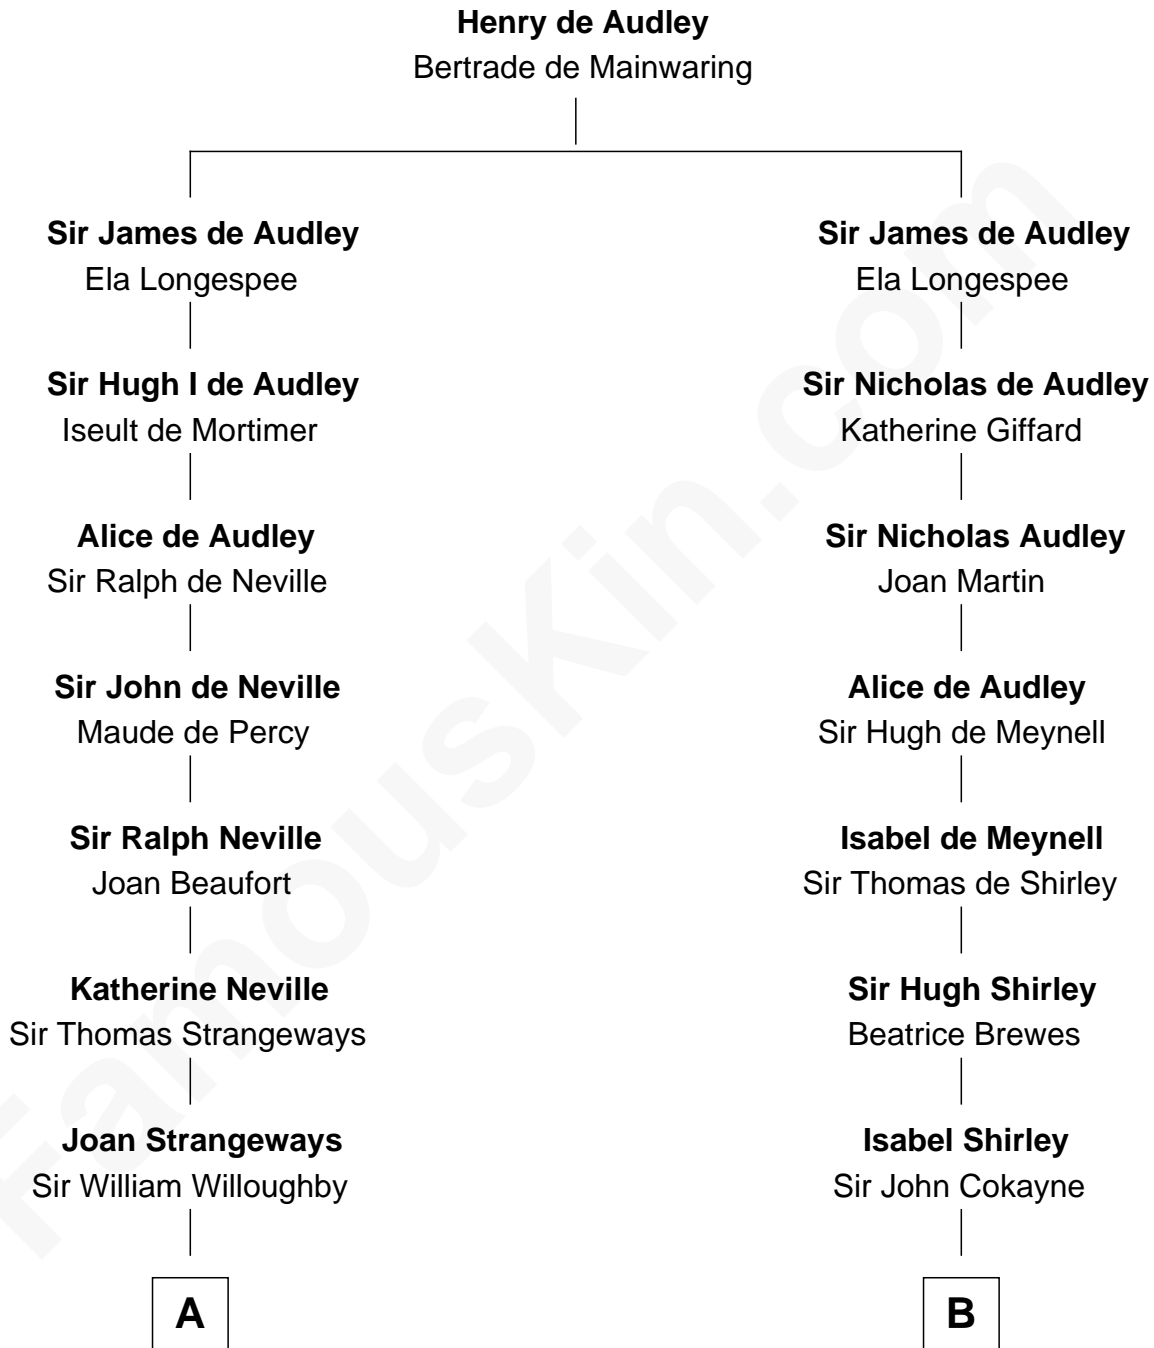 Henry de Audley
Bertrade de Mainwaring
Sir James de Audley
Ela Longespee
Sir James de Audley
Ela Longespee
Sir Hugh I de Audley
Iseult de Mortimer
Sir Nicholas de Audley
Katherine Giffard
Alice de Audley
Sir Ralph de Neville
Sir Nicholas Audley
Joan Martin
Sir John de Neville
Maude de Percy
Alice de Audley
Sir Hugh de Meynell
Sir Ralph Neville
Joan Beaufort
Isabel de Meynell
Sir Thomas de Shirley
Katherine Neville
Sir Thomas Strangeways
Sir Hugh Shirley
Beatrice Brewes
Joan Strangeways
Sir William Willoughby
Isabel Shirley
Sir John Cokayne
A
B
FamousKin.com